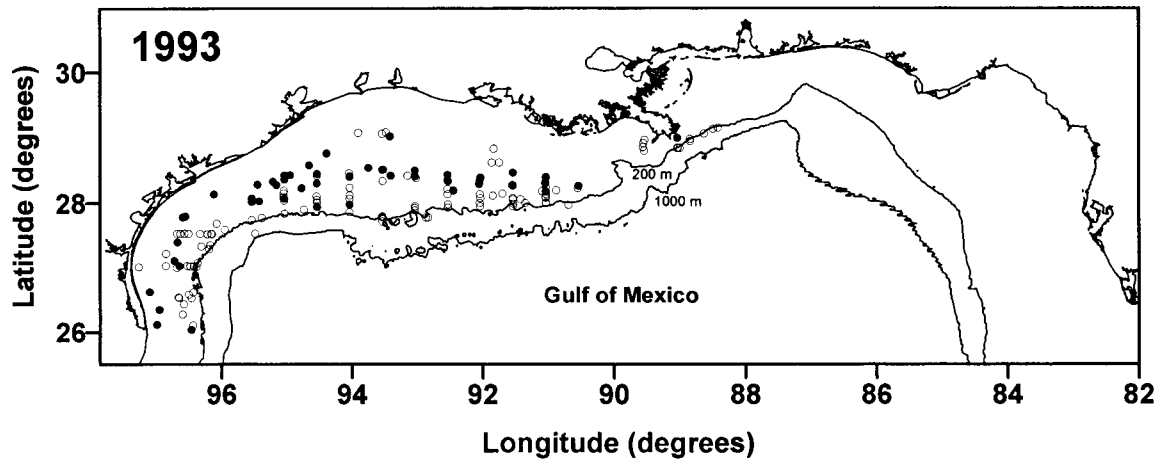 1993
30
28
26
Latitude (degrees)
200 m
1000 m
Gulf of Mexico
96 94 92 90 88 86 84 82
Longitude (degrees)